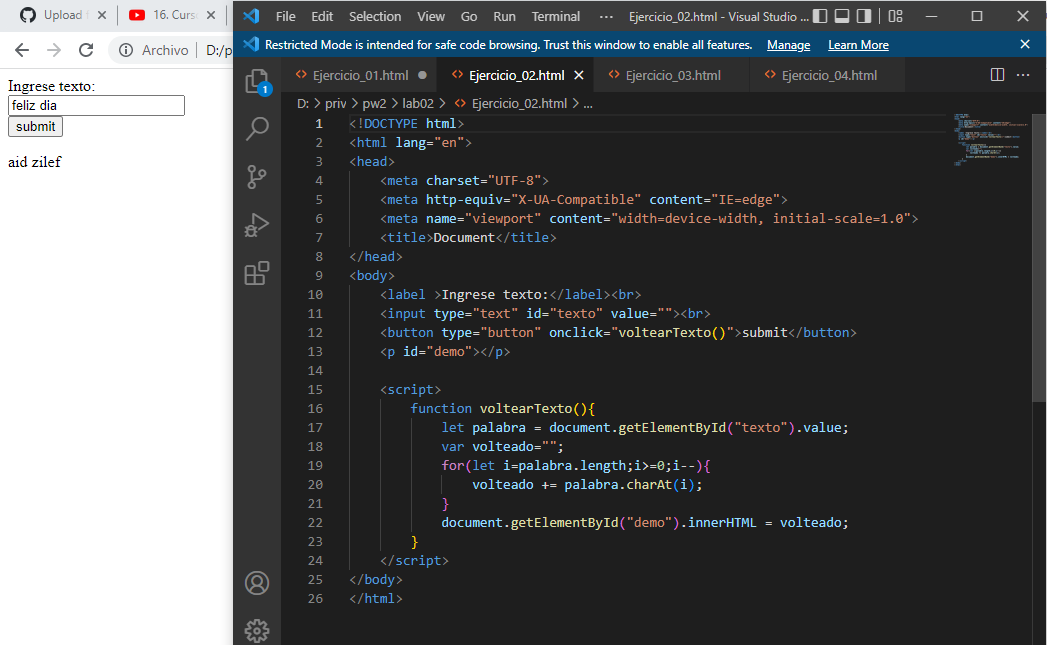 Upload
16. Curs
Archivo D:/p
Ingrese texto:
feliz dia
submit
aid zilef
File Edit Selection View Go Run Terminal ··· Ejercicio_02.html - Visual Studio ...
Restricted Mode is intended for safe code browsing. Trust this window to enable all features. Manage Learn More
Ejercicio_01.html Ejercicio_02.html Ejercicio_03.html Ejercicio_04.html
D: > priv > pw2 > lab02 > Ejercicio_02.html > ...
1
1 <!DOCTYPE html>
2 <html lang="en">
3 <head>
4 <meta charset="UTF-8">
5 <meta http-equiv="X-UA-Compatible" content="IE=edge">
6 <meta name="viewport" content="width=device-width, initial-scale=1.0">
7 <title>Document</title>
8 </head>
9 <body>
10 <label >Ingrese texto:</label><br>
11 <input type="text" id="texto" value=""><br>
12 <button type="button" onclick="voltearTexto()">submit</button>
13 <p id="demo"></p>
14
15 <script>
16 function voltearTexto(){
17 let palabra = document.getElementById("texto").value;
18 var volteado="";
19 for(let i=palabra.length;i>=0;i--){
20 volteado += palabra.charAt(i);
21 }
22 document.getElementById("demo").innerHTML = volteado;
23 }
24 </script>
25 </body>
26 </html>